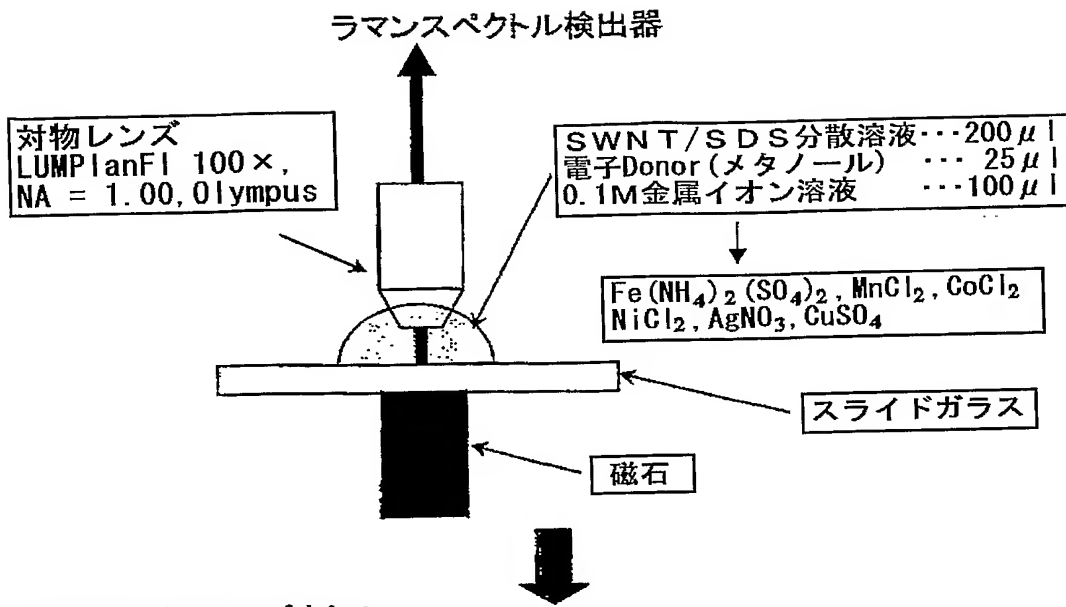 ラマンスペクトル検出器
対物レンズ
LUMPlanFl 100×,
NA = 1.00, Olympus
SWNT/SDS分散溶液･･･200μl
電子Donor(メタノール) ･･･ 25μl
0.1M金属イオン溶液 ･･･100μl
Fe(NH₄)₂(SO₄)₂, MnCl₂, CoCl₂
NiCl₂, AgNO₃, CuSO₄
スライドガラス
磁石